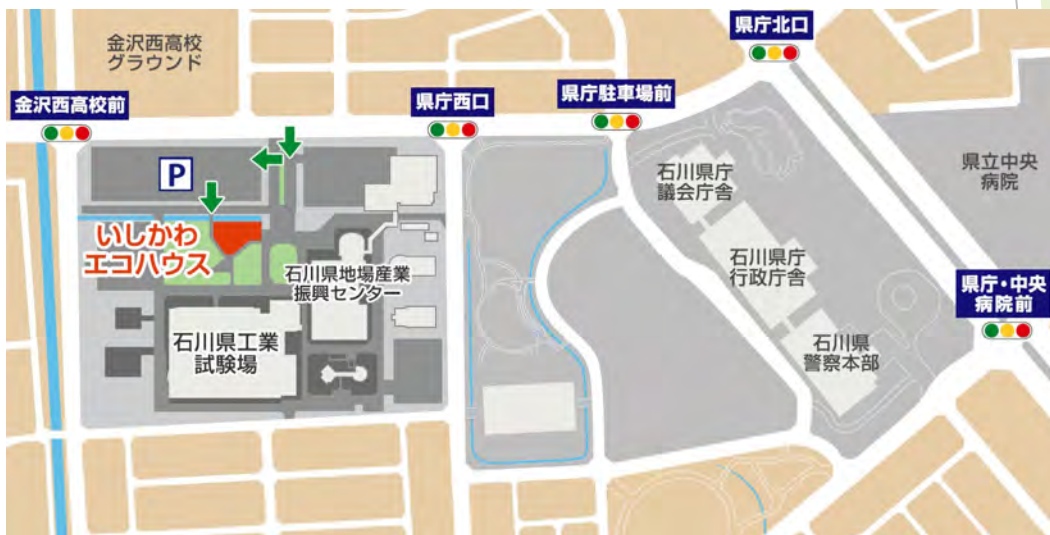 金沢西高校
グラウンド
金沢西高校前
県庁西口
県庁駐車場前
県庁北口
P
いしかわ
エコハウス
石川県地場産業
振興センター
石川県工業
試験場
石川県庁
議会庁舎
石川県庁
行政庁舎
石川県
警察本部
県立中央
病院
県庁・中央
病院前